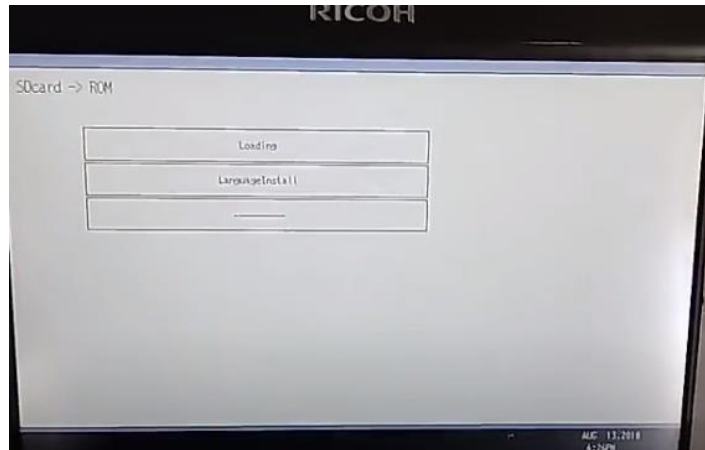 RICOH
SDcard -> ROM
Loading
LanguageInstall
AUG 13,2018